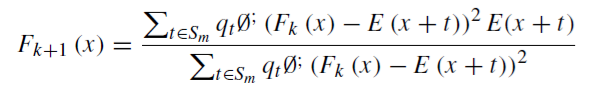 F_{k+1} (x) = \frac{\sum_{t \in S_m} q_t Ø^{;} (F_k (x) − E (x + t))^2 E(x + t)}{\sum_{t \in S_m} q_t Ø^{;} (F_k (x) − E (x + t))^2}